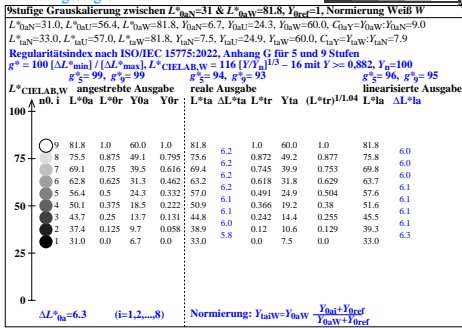 9stufige Grauskalierung zwischen L*0aN=31 & L*0aW=81.8, Y0ref=1, Normierung Weiß W
L*0aN=31.0, L*0aU=56.4, L*0aW=81.8, Y0aN=6.7, Y0aU=24.3, Y0aW=60.0, C0aY=Y0aW:Y0aN=9.0
L*taN=33.0, L*taU=57.0, L*taW=81.8, YtaN=7.5, YtaU=24.9, YtaW=60.0, CtaY=YtaW:YtaN=7.9
Regularitätsindex nach ISO/IEC 15775:2022, Anhang G für 5 und 9 Stufen
g* = 100 [ΔL*min] / [ΔL*max], L*CIELAB,W = 116 [Y/Yn]1/3 − 16 mit Y >= 0,882, Yn=100
g*5= 99, g*9= 99 g*5= 94, g*9= 93 g*5= 96, g*9= 95
L*CIELAB,W angestrebte Ausgabe reale Ausgabe linearisierte Ausgabe
n0. i L*0a L*0r Y0a Y0r L*ta ΔL*ta L*tr Yta (L*tr)1/1.04 L*la ΔL*la
100
9 81.8 1.0 60.0 1.0 81.8 1.0 60.0 1.0 81.8
6.2 6.0
8 75.5 0.875 49.1 0.795 75.6 0.872 49.2 0.877 75.8
75
6.2 6.0
7 69.1 0.75 39.5 0.616 69.4 0.745 39.9 0.753 69.8
6.2 6.1
6 62.8 0.625 31.3 0.462 63.2 0.618 31.8 0.629 63.7
6.1 6.1
5 56.4 0.5 24.3 0.332 57.0 0.491 24.9 0.504 57.6
6.1 6.0
50
4 50.1 0.375 18.5 0.222 50.9 0.366 19.2 0.38 51.6
6.1 6.1
3 43.7 0.25 13.7 0.131 44.8 0.242 14.4 0.255 45.5
6.0 6.1
2 37.4 0.125 9.7 0.058 38.9 0.12 10.6 0.129 39.3
5.8 6.3
1 31.0 0.0 6.7 0.0 33.0 0.0 7.5 0.0 33.0
25
0
ΔL*0a=6.3 (i=1,2,...,8) Normierung: YtaiW=Y0aW Y0ai+Y0ref
Y0aW+Y0ref